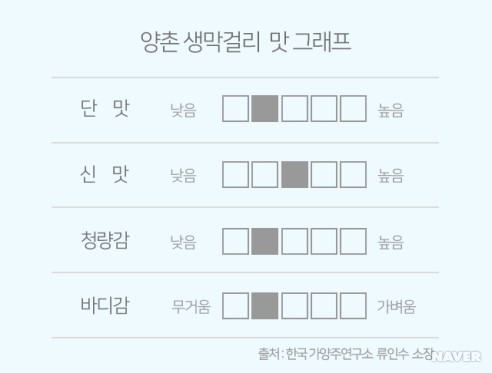 양촌 생막걸리 맛 그래프
단 맛 낮음 높음
신 맛 낮음 높음
청량감 낮음 높음
바디감 무거움 가벼움
출처 : 한국가양주연구소 류인수 소장
NAVER